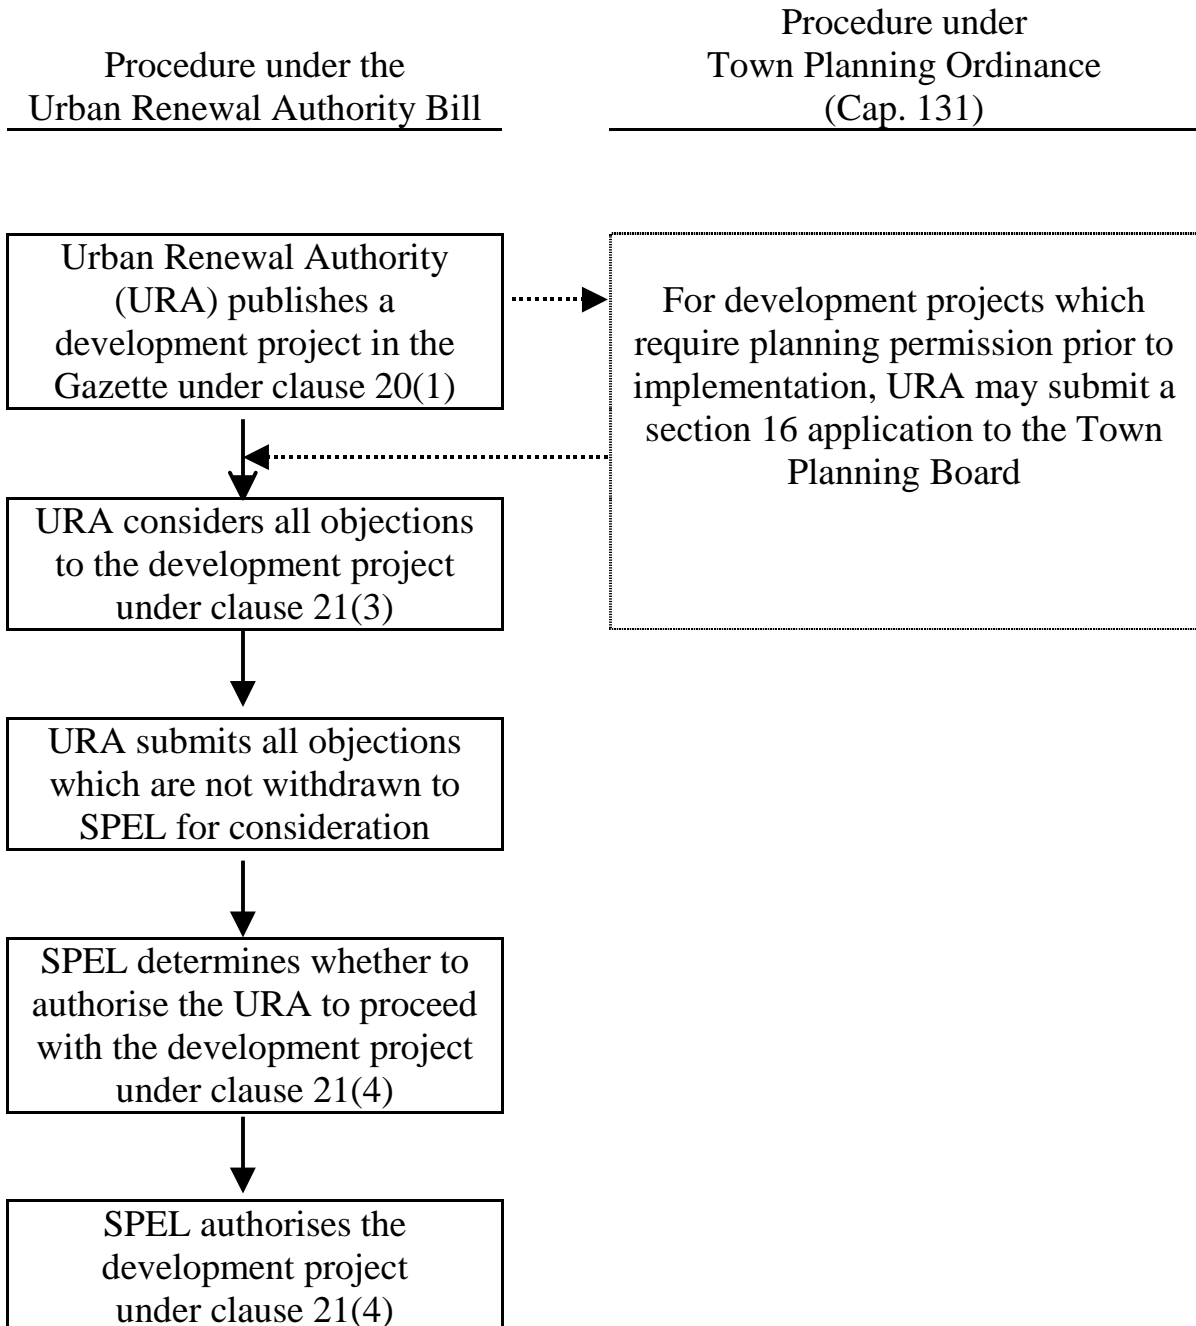 Procedure under the
Urban Renewal Authority Bill
Procedure under
Town Planning Ordinance
(Cap. 131)
Urban Renewal Authority
(URA) publishes a
development project in the
Gazette under clause 20(1)
For development projects which
require planning permission prior to
implementation, URA may submit a
section 16 application to the Town
Planning Board
URA considers all objections
to the development project
under clause 21(3)
URA submits all objections
which are not withdrawn to
SPEL for consideration
SPEL determines whether to
authorise the URA to proceed
with the development project
under clause 21(4)
SPEL authorises the
development project
under clause 21(4)